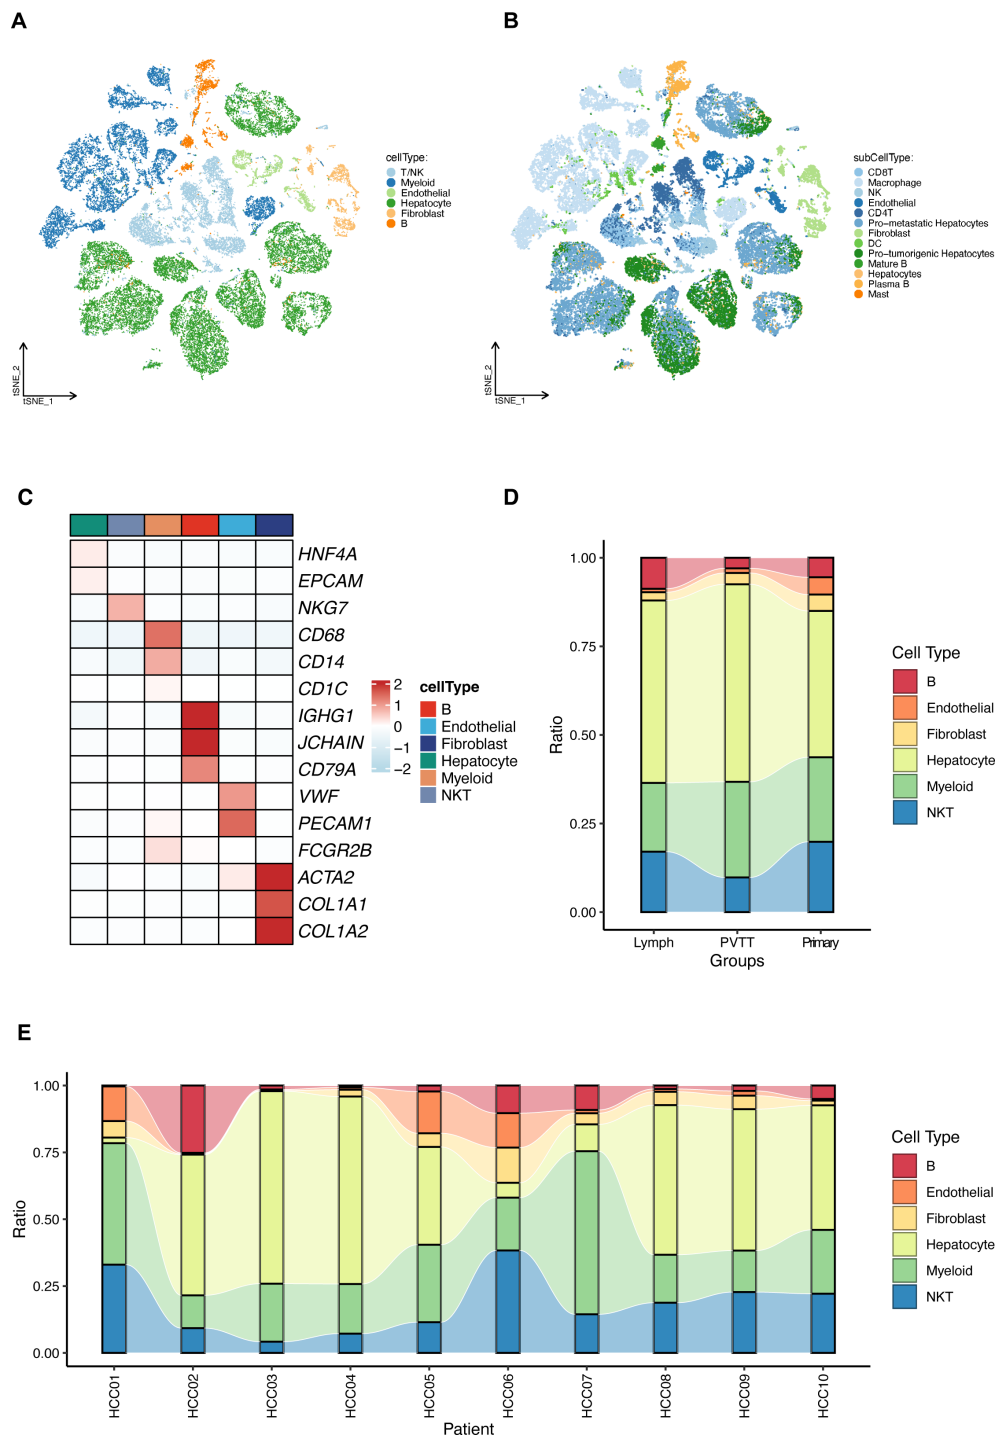 A
B
cellType:
T/NK
Myeloid
Endothelial
Hepatocyte
Fibroblast
B
tSNE_2
tSNE_1
subCellType:
CD8T
Macrophage
NK
Endothelial
CD4T
Pro−metastatic Hepatocytes
Fibroblast
DC
Pro−tumorigenic Hepatocytes
Mature B
Hepatocytes
Plasma B
Mast
tSNE_2
tSNE_1
C
HNF4A
EPCAM
NKG7
CD68
CD14
CD1C
IGHG1
JCHAIN
CD79A
VWF
PECAM1
FCGR2B
ACTA2
COL1A1
COL1A2
2
1
0
−1
−2
cellType
B
Endothelial
Fibroblast
Hepatocyte
Myeloid
NKT
D
1.00
0.75
0.50
0.25
0.00
Ratio
Lymph PVTT Primary
Groups
Cell Type
B
Endothelial
Fibroblast
Hepatocyte
Myeloid
NKT
E
1.00
0.75
0.50
0.25
0.00
Ratio
HCC01 HCC02 HCC03 HCC04 HCC05 HCC06 HCC07 HCC08 HCC09 HCC10
Patient
Cell Type
B
Endothelial
Fibroblast
Hepatocyte
Myeloid
NKT